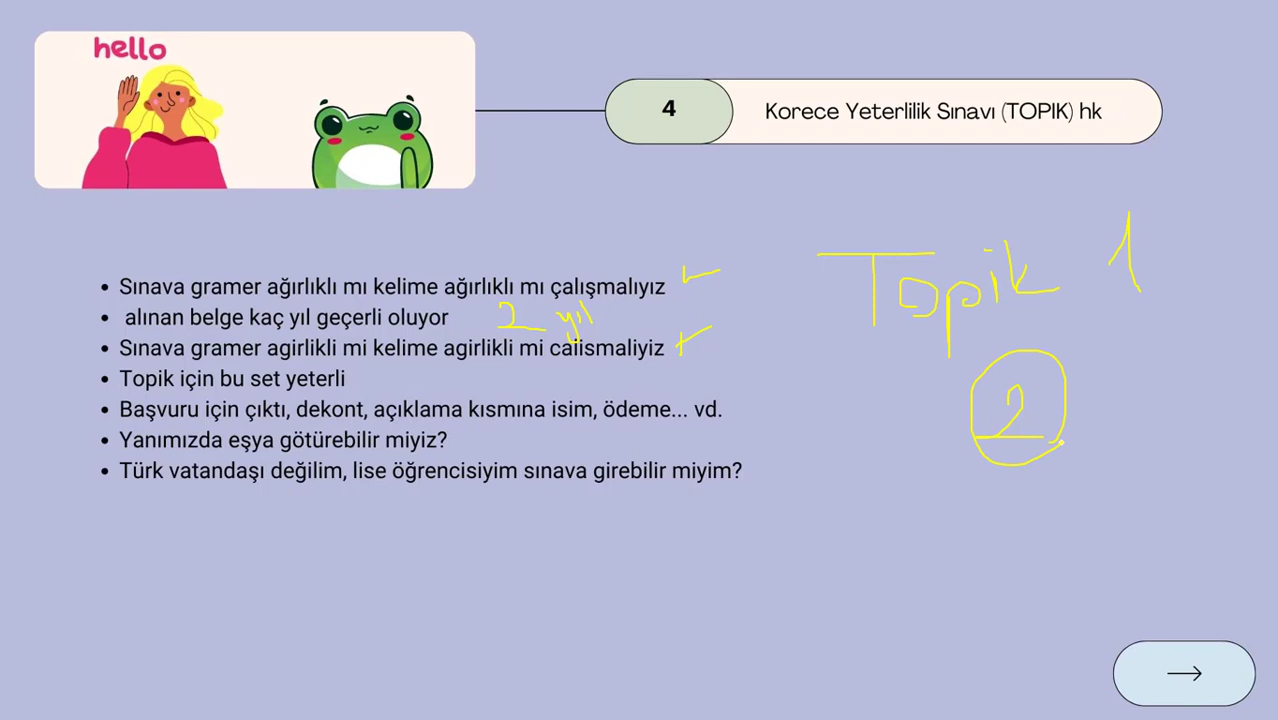 hello
4
Korece Yeterlilik Sınavı (TOPIK) hk
Topik 1
2
• Sınava gramer ağırlıklı mı kelime ağırlıklı mı çalışmalıyız
• alınan belge kaç yıl geçerli oluyor 2 yıl
• Sınava gramer agirlikli mi kelime agirlikli mi calismaliyiz
• Topik için bu set yeterli
• Başvuru için çıktı, dekont, açıklama kısmına isim, ödeme... vd.
• Yanımızda eşya götürebilir miyiz?
• Türk vatandaşı değilim, lise öğrencisiyim sınava girebilir miyim?